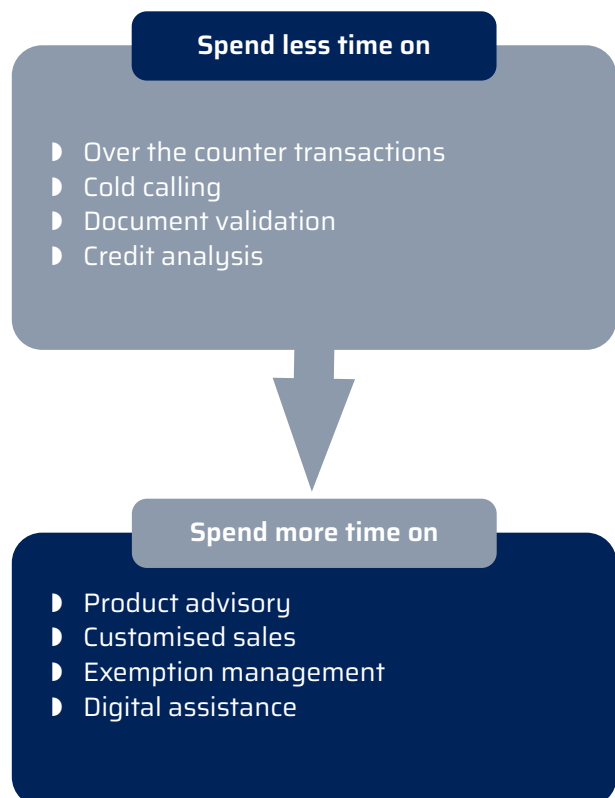 Spend less time on
Over the counter transactions
Cold calling
Document validation
Credit analysis
Spend more time on
Product advisory
Customised sales
Exemption management
Digital assistance